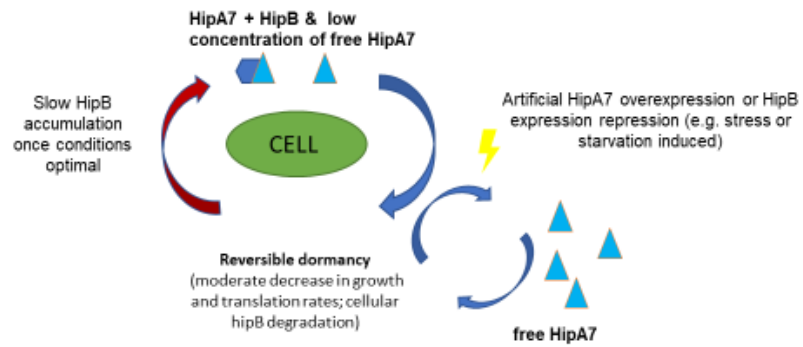 HipA7 + HipB & low
concentration of free HipA7
Slow HipB
accumulation
once conditions
optimal
CELL
Artificial HipA7 overexpression or HipB
expression repression (e.g. stress or
starvation induced)
Reversible dormancy
(moderate decrease in growth
and translation rates; cellular
hipB degradation)
free HipA7